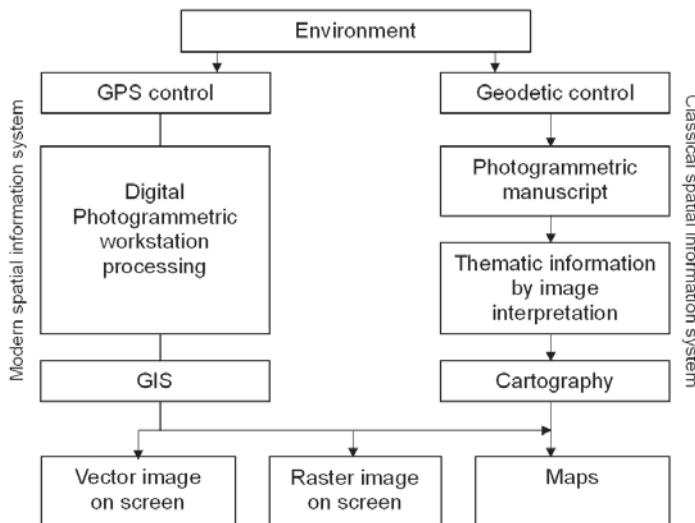 Environment
GPS control
Geodetic control
Modern spatial information system
Classical spatial information system
Digital
Photogrammetric
workstation
processing
Photogrammetric
manuscript
Thematic information
by image
interpretation
GIS
Cartography
Vector image
on screen
Raster image
on screen
Maps